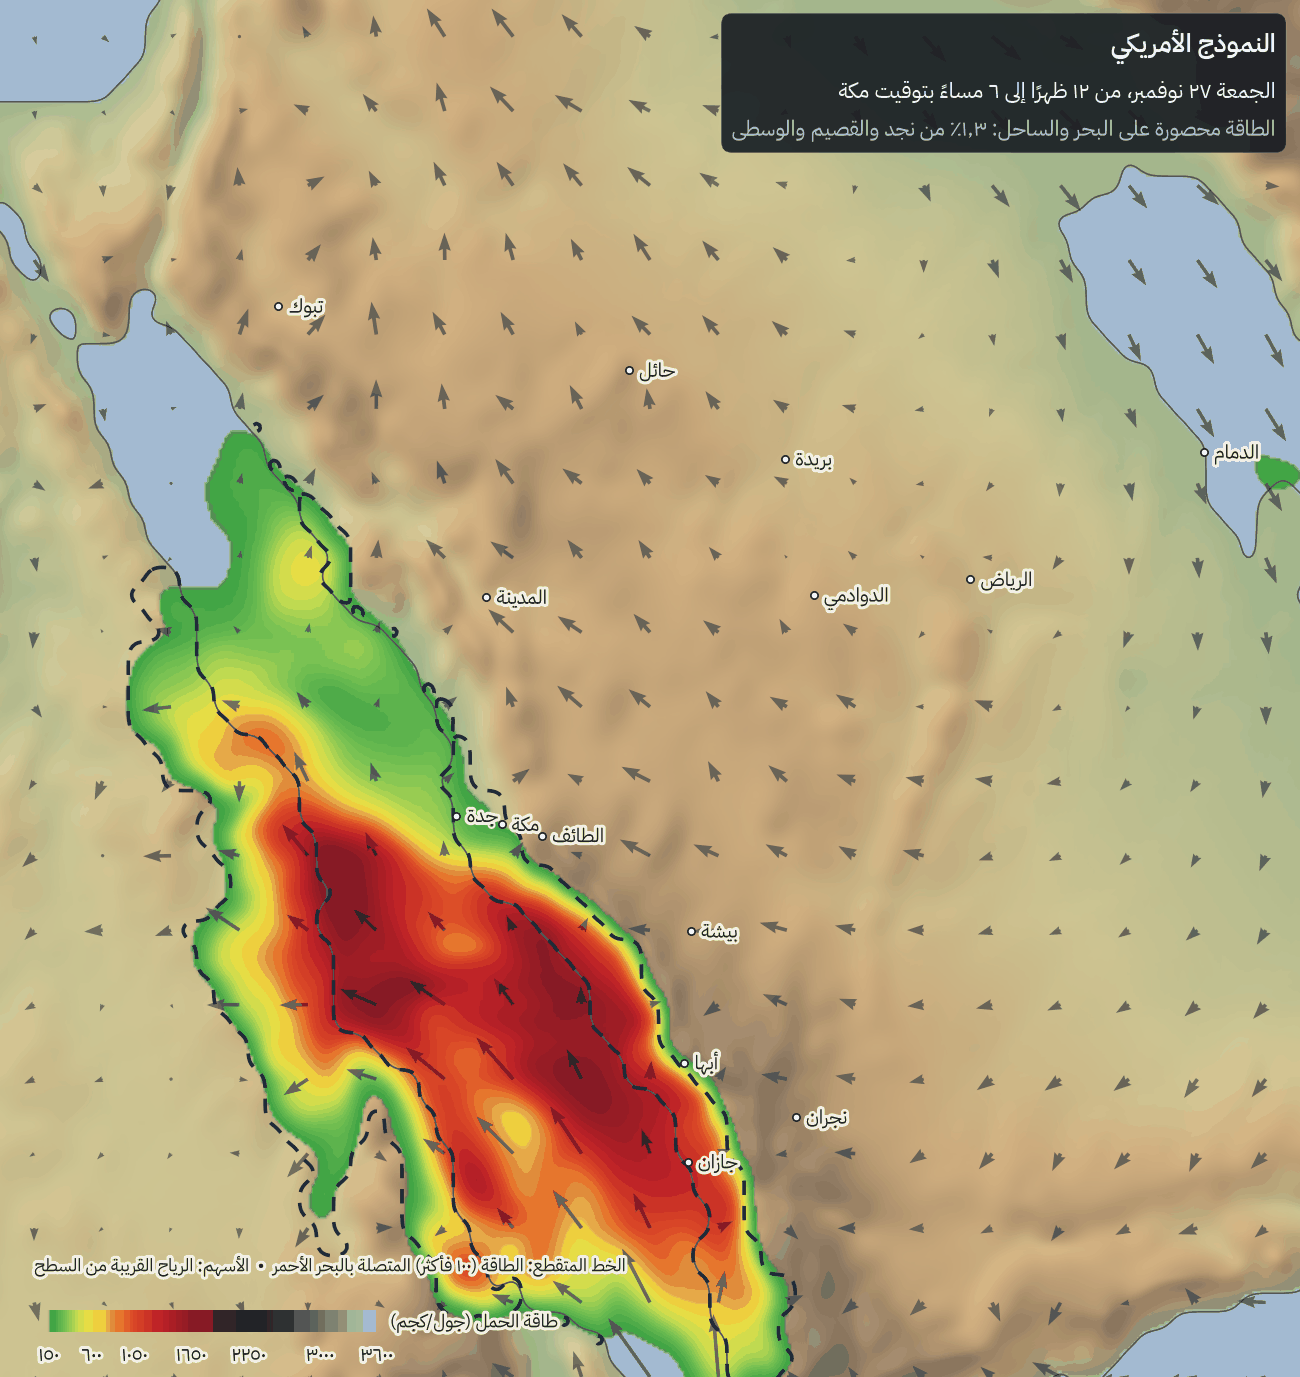 النموذج الأمريكي
الجمعة ٢٧ نوفمبر، من ١٢ ظهرًا إلى ٦ مساءً بتوقيت مكة
الطاقة محصورة على البحر والساحل: ١,٣٪ من نجد والقصيم والوسطى
تبوك
حائل
بريدة
الدمام
الرياض
الدوادمي
المدينة
جدة
مكة
الطائف
بيشة
أبها
نجران
جازان
الخط المتقطع: الطاقة (١٠٠ فأكثر) المتصلة بالبحر الأحمر • الأسهم: الرياح القريبة من السطح
طاقة الحمل (جول/كجم)
١٥٠ ٦٠٠ ١٠٥٠ ١٦٥٠ ٢٢٥٠ ٣٠٠٠ ٣٦٠٠